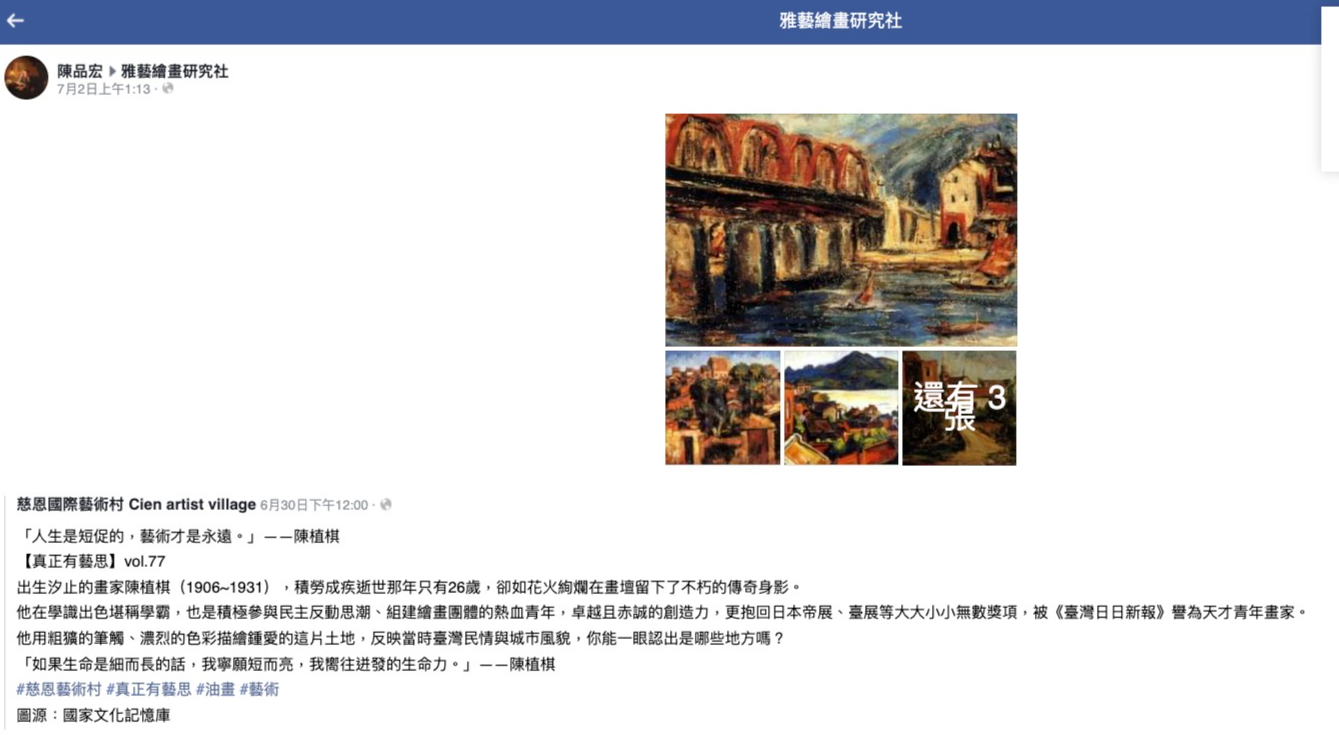 雅藝繪畫研究社
陳品宏 ▶ 雅藝繪畫研究社
7月2日上午1:13 ·
還有 3
張
慈恩國際藝術村 Cien artist village 6月30日下午12:00 ·
「人生是短促的，藝術才是永遠。」——陳植棋
【真正有藝思】vol.77
出生汐止的畫家陳植棋（1906~1931），積勞成疾逝世那年只有26歲，卻如花火絢爛在畫壇留下了不朽的傳奇身影。
他在學識出色堪稱學霸，也是積極參與民主反動思潮、組建繪畫團體的熱血青年，卓越且赤誠的創造力，更抱回日本帝展、臺展等大大小小無數獎項，被《臺灣日日新報》譽為天才青年畫家。
他用粗獷的筆觸、濃烈的色彩描繪鍾愛的這片土地，反映當時臺灣民情與城市風貌，你能一眼認出是哪些地方嗎？
「如果生命是細而長的話，我寧願短而亮，我嚮往迸發的生命力。」——陳植棋
#慈恩藝術村 #真正有藝思 #油畫 #藝術
圖源：國家文化記憶庫